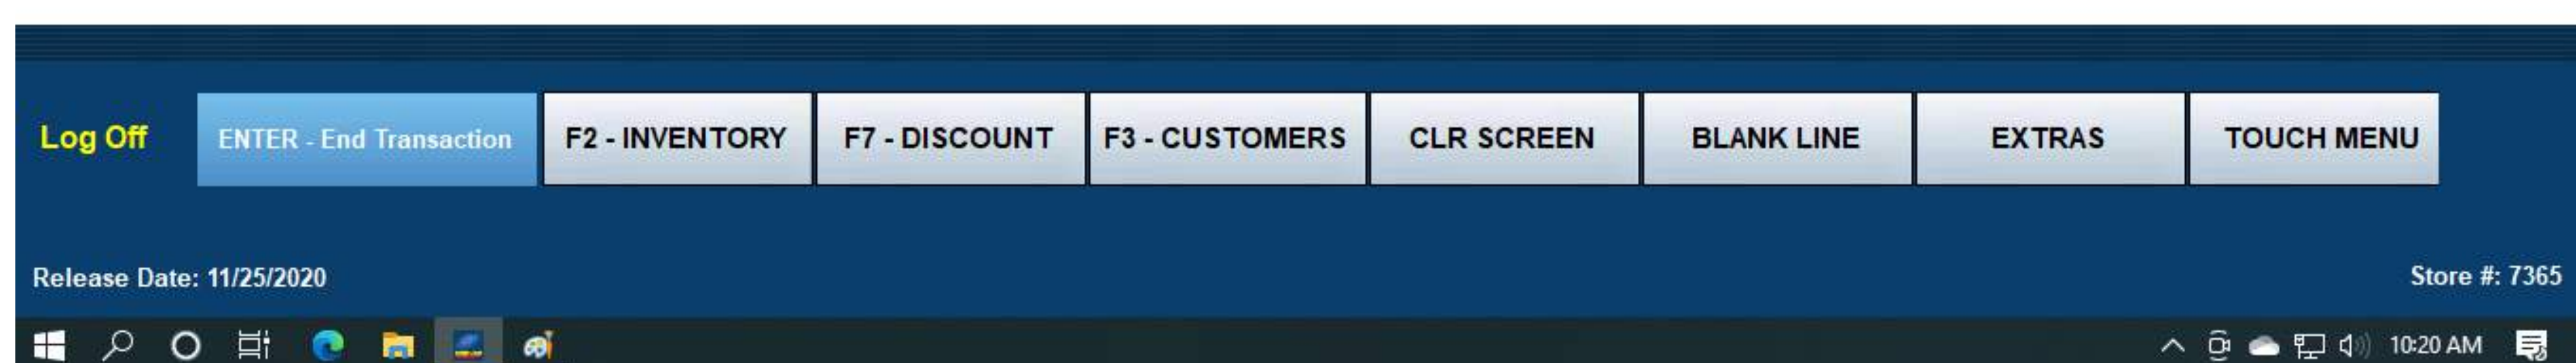 Log Off ENTER - End Transaction F2 - INVENTORY F7 - DISCOUNT F3 - CUSTOMERS CLR SCREEN BLANK LINE EXTRAS TOUCH MENU
Release Date: 11/25/2020 Store #: 7365
10:20 AM